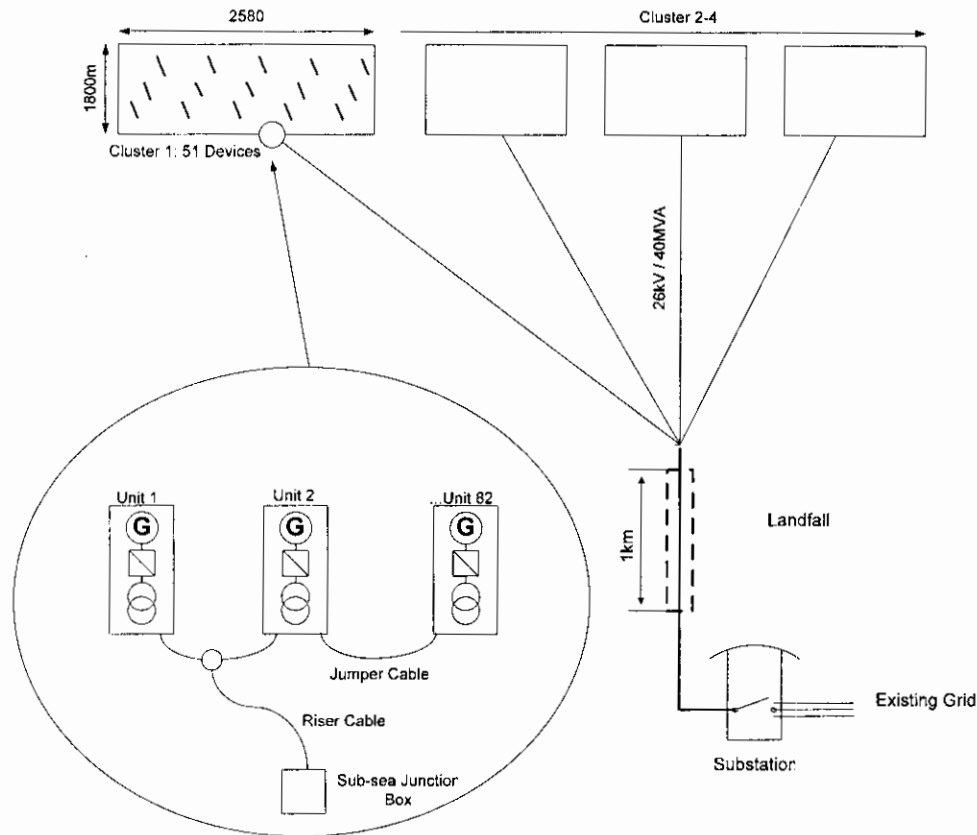 2580
Cluster 2-4
1800m
Cluster 1: 51 Devices
26kV / 40MVA
Unit 1
Unit 2
...Unit 82
G
G
G
Landfall
1km
Jumper Cable
Riser Cable
Existing Grid
Sub-sea Junction
Box
Substation